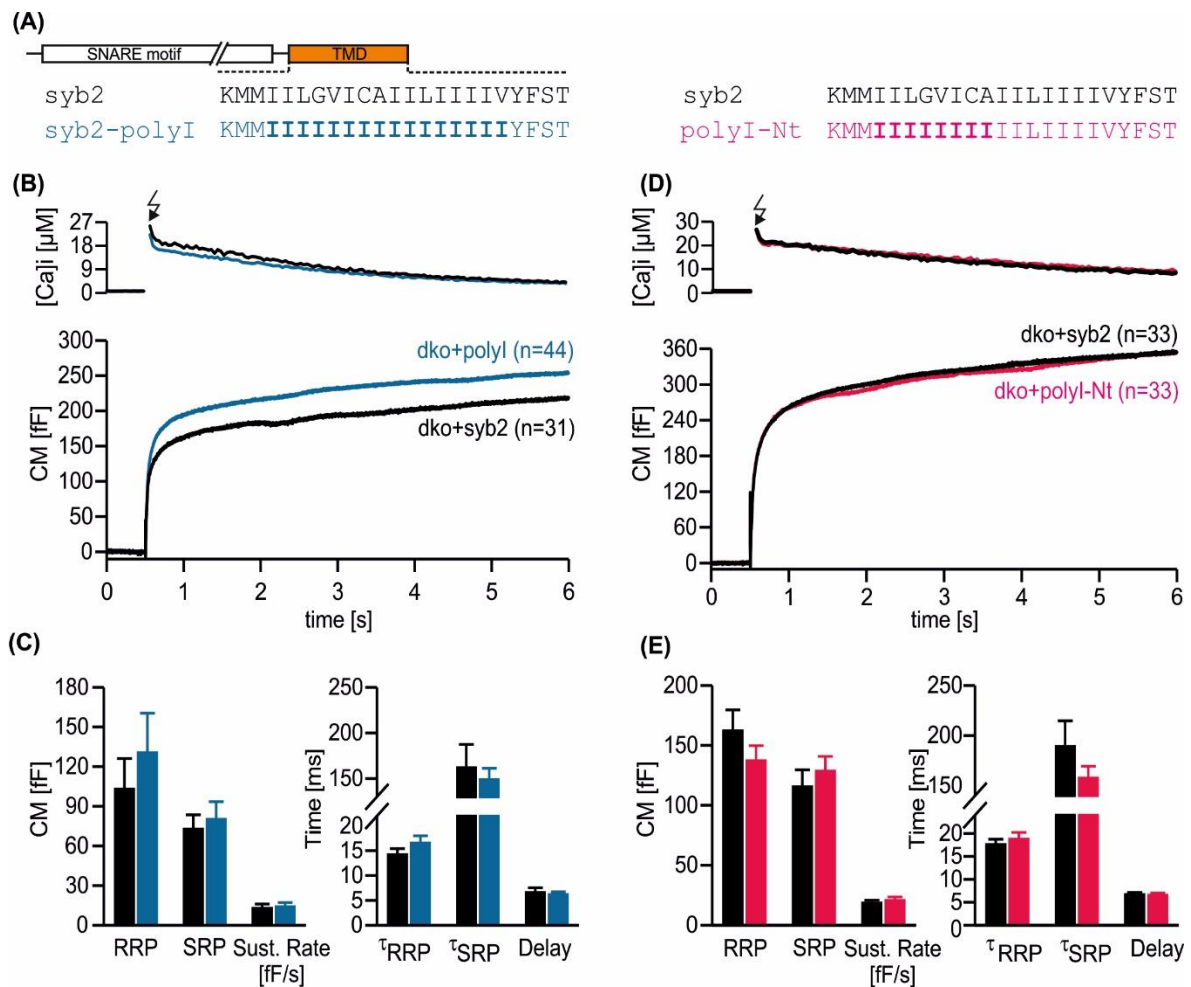 (A)
SNARE motif
TMD
syb2 KMMIILGVICAIILIIIIVYFST
syb2-polyI KMMIIIIIIIIIIIIIIIIYFST
syb2 KMMIILGVICAIILIIIIVYFST
polyI-Nt KMMIIIIIIIIIILIIIIVYFST
(B)
[Ca]i [µM]
27
18
9
0
CM [fF]
300
250
200
150
100
50
0
dko+polyI (n=44)
dko+syb2 (n=31)
0 1 2 3 4 5 6
time [s]
(D)
[Ca]i [µM]
30
20
10
0
CM [fF]
360
300
240
180
120
60
0
dko+syb2 (n=33)
dko+polyI-Nt (n=33)
0 1 2 3 4 5 6
time [s]
(C)
CM [fF]
180
150
120
90
60
30
0
RRP SRP Sust. Rate
[fF/s]
Time [ms]
250
200
150
20
15
10
5
0
τRRP τSRP Delay
(E)
CM [fF]
200
150
100
50
0
RRP SRP Sust. Rate
[fF/s]
Time [ms]
250
200
150
20
15
10
5
0
τRRP τSRP Delay